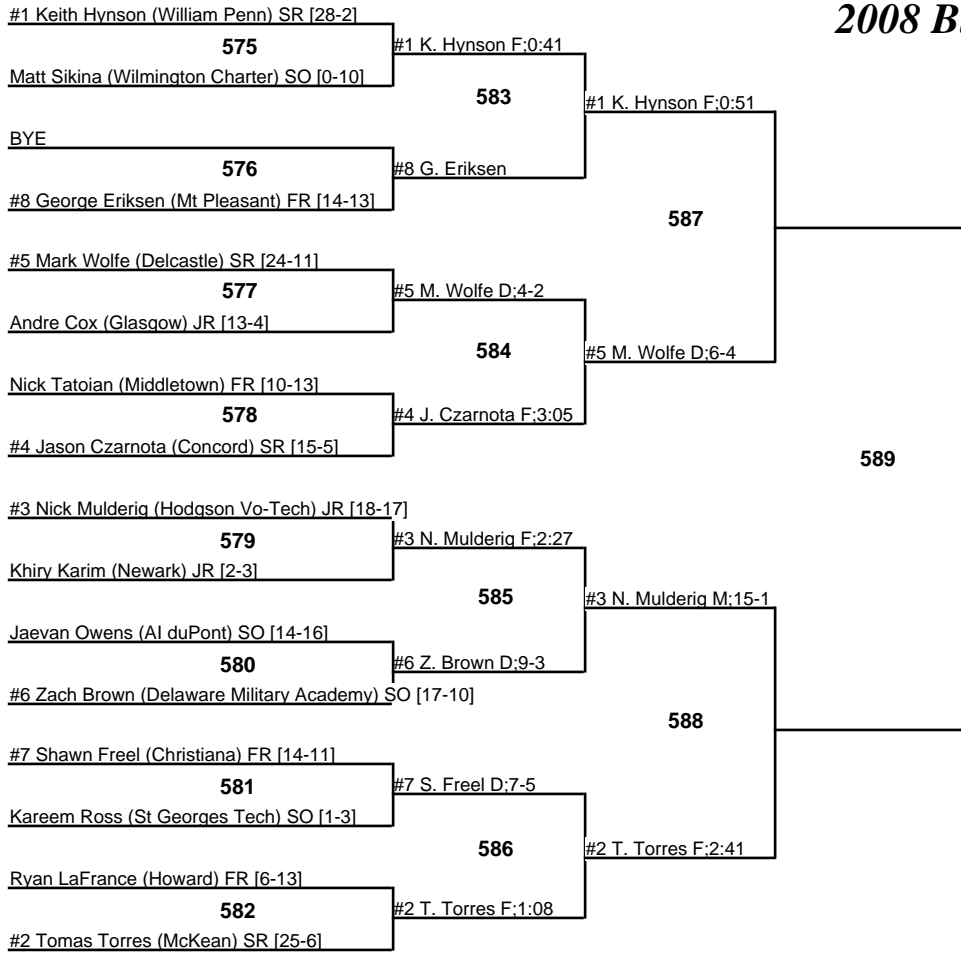 2008 B
#1 Keith Hynson (William Penn) SR [28-2]
575
Matt Sikina (Wilmington Charter) SO [0-10]
#1 K. Hynson F;0:41
583
BYE
576
#8 George Eriksen (Mt Pleasant) FR [14-13]
#8 G. Eriksen
#1 K. Hynson F;0:51
587
#5 Mark Wolfe (Delcastle) SR [24-11]
577
Andre Cox (Glasgow) JR [13-4]
#5 M. Wolfe D;4-2
584
Nick Tatoian (Middletown) FR [10-13]
578
#4 Jason Czarnota (Concord) SR [15-5]
#4 J. Czarnota F;3:05
#5 M. Wolfe D;6-4
589
#3 Nick Mulderig (Hodgson Vo-Tech) JR [18-17]
579
Khiry Karim (Newark) JR [2-3]
#3 N. Mulderig F;2:27
585
Jaevan Owens (AI duPont) SO [14-16]
580
#6 Zach Brown (Delaware Military Academy) SO [17-10]
#6 Z. Brown D;9-3
#3 N. Mulderig M;15-1
588
#7 Shawn Freel (Christiana) FR [14-11]
581
Kareem Ross (St Georges Tech) SO [1-3]
#7 S. Freel D;7-5
586
Ryan LaFrance (Howard) FR [6-13]
582
#2 Tomas Torres (McKean) SR [25-6]
#2 T. Torres F;1:08
#2 T. Torres F;2:41